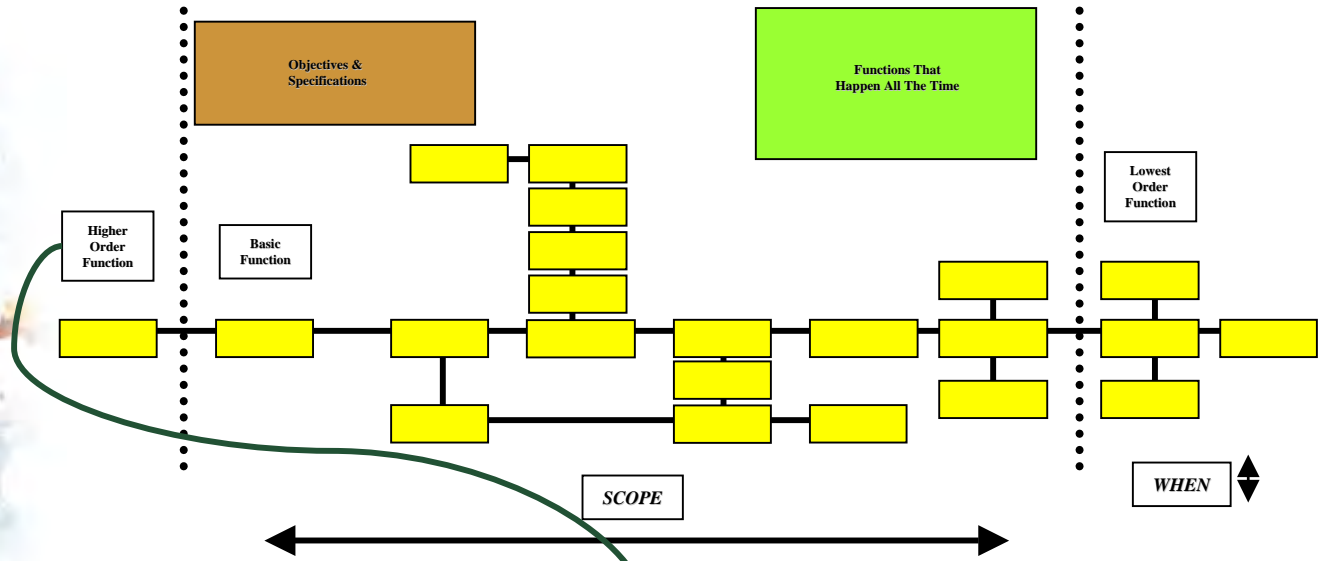 Objectives &
Specifications
Functions That
Happen All The Time
Higher
Order
Function
Basic
Function
Lowest
Order
Function
SCOPE
WHEN